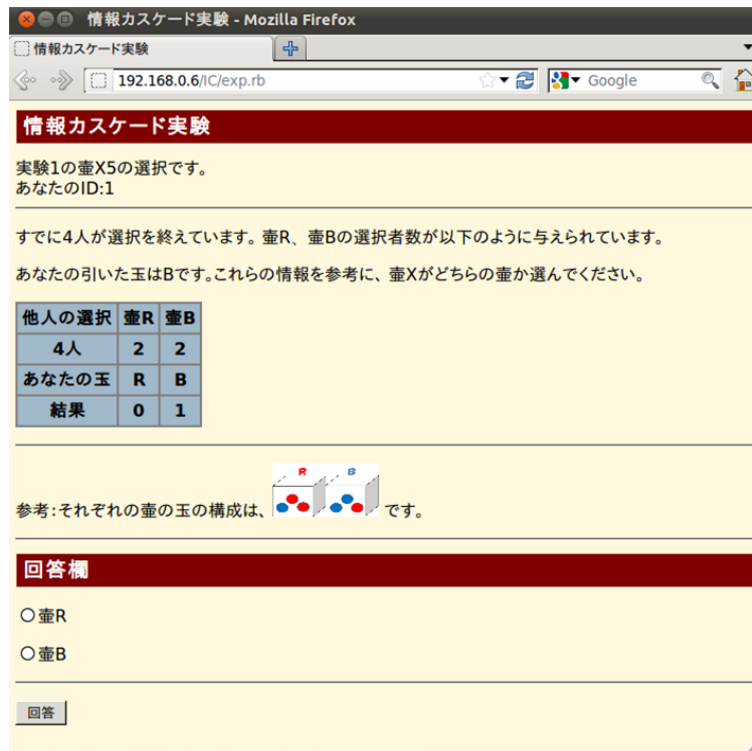 情報カスケード実験 - Mozilla Firefox
情報カスケード実験
192.168.0.6/IC/exp.rb
Google
情報カスケード実験
実験1の壷X5の選択です。
あなたのID:1
すでに4人が選択を終えています。壷R、壷Bの選択者数が以下のように与えられています。
あなたの引いた玉はBです。これらの情報を参考に、壷Xがどちらの壷か選んでください。
他人の選択 壷R 壷B
4人 2 2
あなたの玉 R B
結果 0 1
R B
参考:それぞれの壷の玉の構成は、 です。
回答欄
壷R
壷B
回答